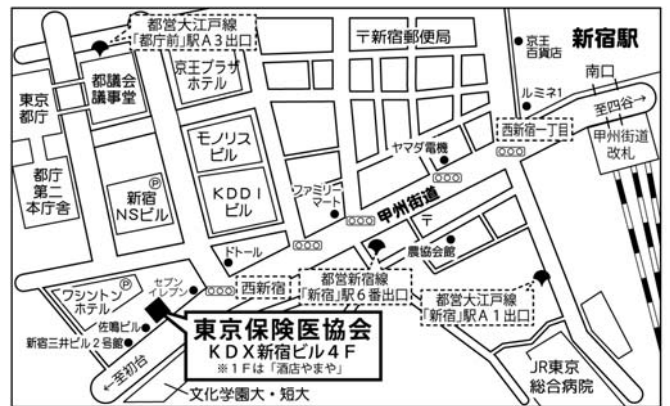 都営大江戸線
「都庁前」駅A3出口
〒新宿郵便局
京王
百貨店
新宿駅
南口
ルミネ1
至四谷→
西新宿一丁目
甲州街道
改札
東京
都庁
都議会
議事堂
京王プラザ
ホテル
モノリス
ビル
ヤマダ電機
都庁
第二
本庁舎
新宿
NSビル
P
KDDI
ビル
ファミリー
マート
甲州街道
〒
農協会館
ドトール
都営新宿線
「新宿」駅6番出口
都営大江戸線
「新宿」駅A1出口
ワシントン
ホテル
P
セブン
イレブン
西新宿
佐鳴ビル
新宿三井ビル2号館
東京保険医協会
KDX新宿ビル4F
※1Fは「酒店やまや」
←至初台
文化学園大・短大
JR東京
総合病院